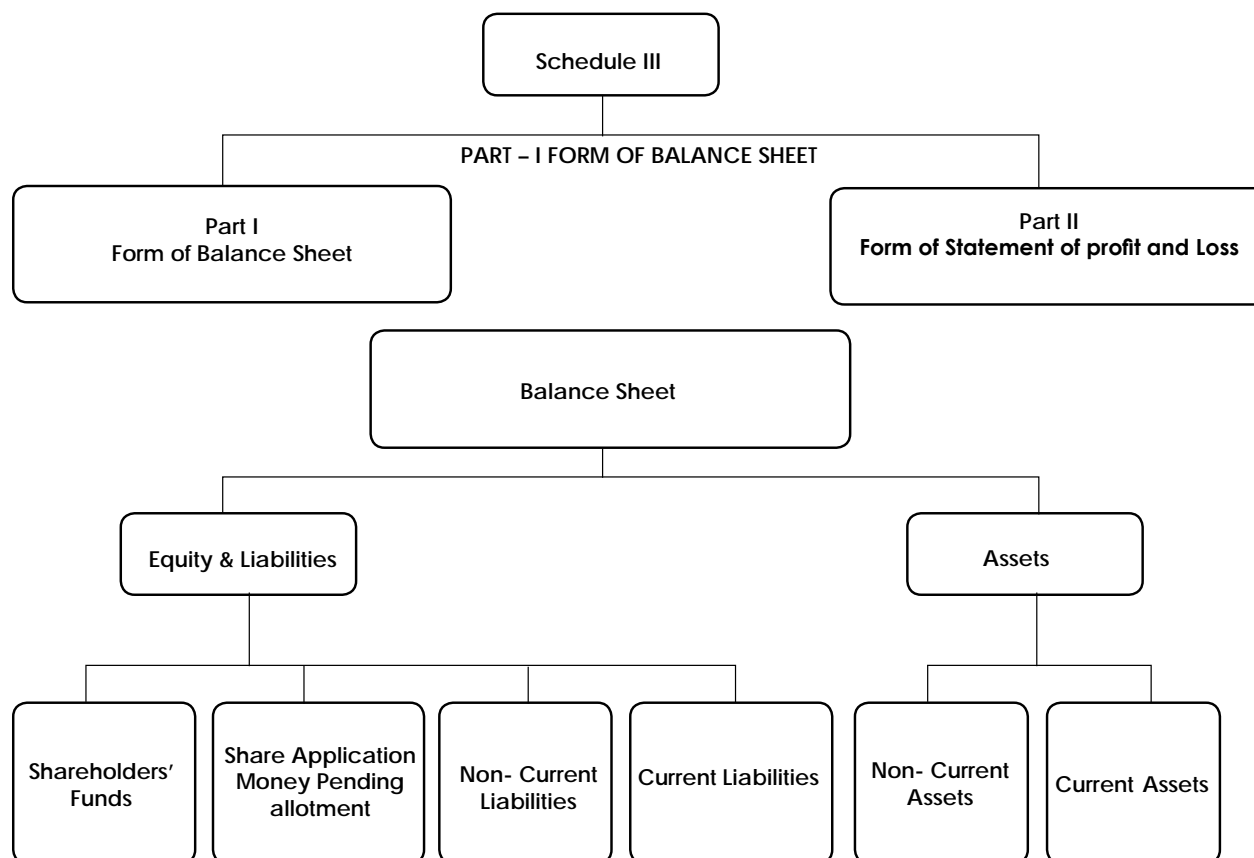 Schedule III
PART – I FORM OF BALANCE SHEET
Part I
Form of Balance Sheet
Part II
Form of Statement of profit and Loss
Balance Sheet
Equity & Liabilities
Assets
Shareholders’
Funds
Share Application
Money Pending
allotment
Non- Current
Liabilities
Current Liabilities
Non- Current
Assets
Current Assets